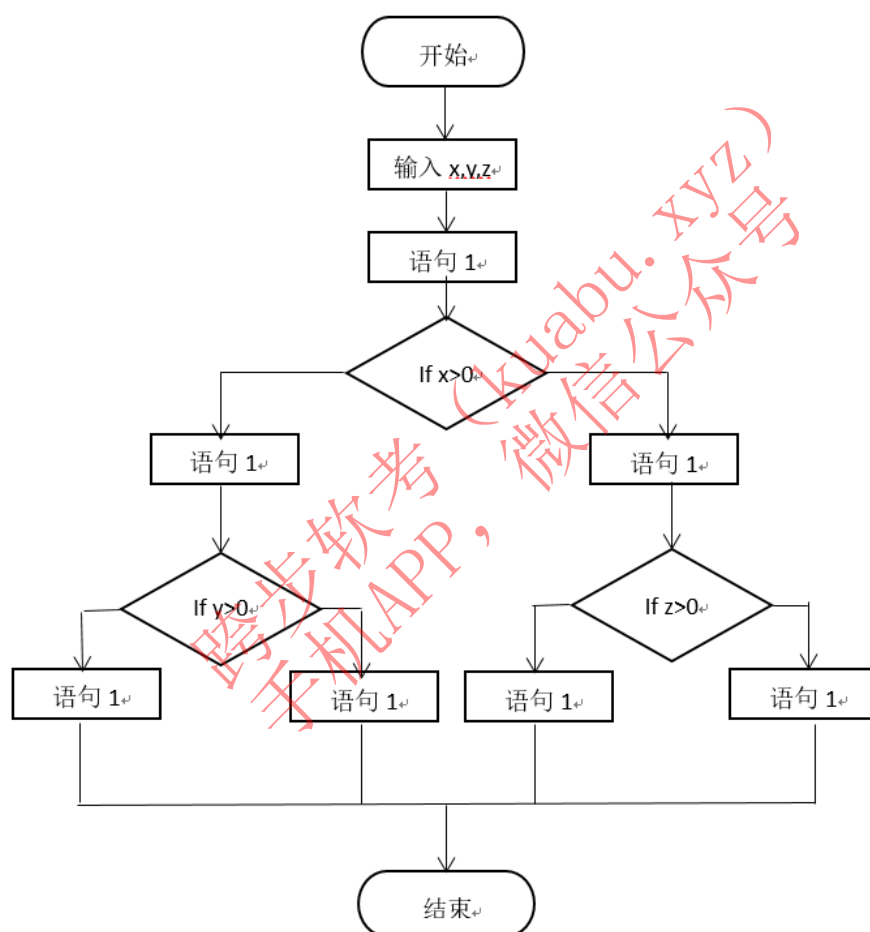 开始
输入 x,y,z
语句 1
If x>0
语句 1
语句 1
If y>0
If z>0
语句 1
语句 1
语句 1
语句 1
结束
跨步软考（kuabu.xyz）
手机APP，微信公众号